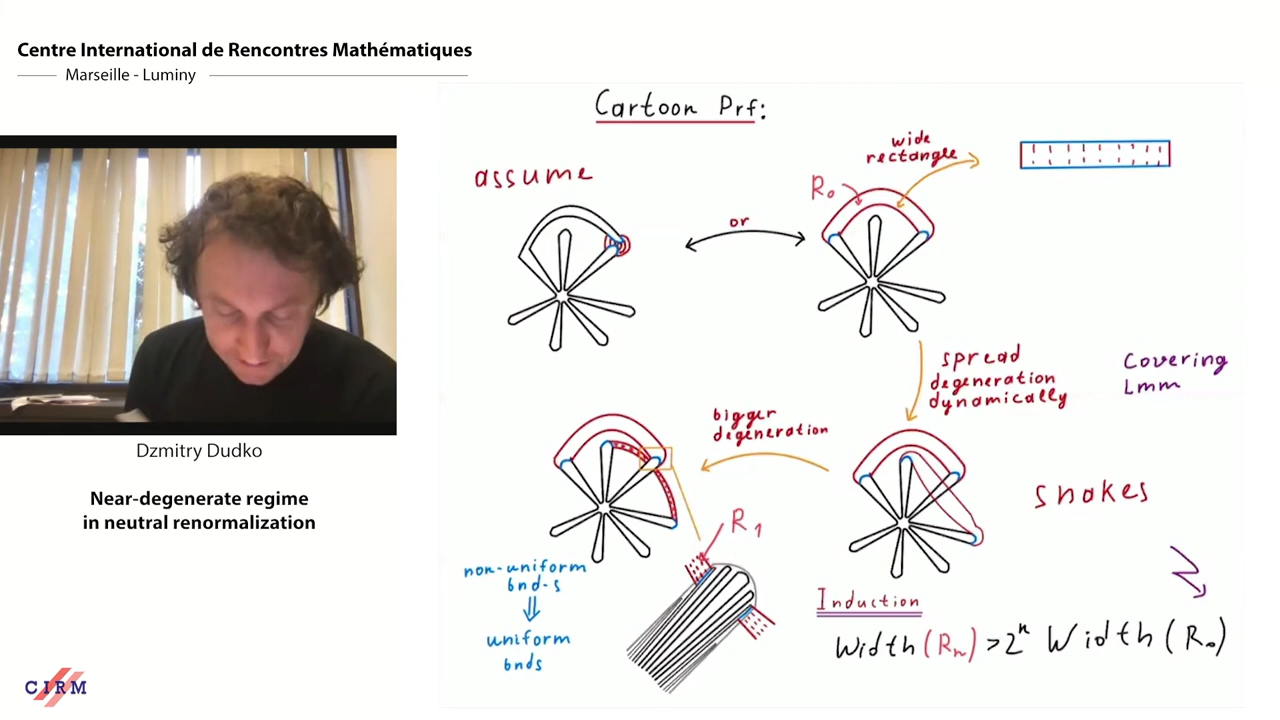 Centre International de Rencontres Mathématiques
Marseille - Luminy
Cartoon Prf:
assume
wide
rectangle
R₀
or
spread
degeneration
dynamically
Covering
Lmm
bigger
degeneration
snakes
R₁
non-uniform
bnd-s
⇓
uniform
bnds
Induction
Width(Rₙ) > 2ⁿ Width(R₀)
Dzmitry Dudko
Near-degenerate regime
in neutral renormalization
CIRM